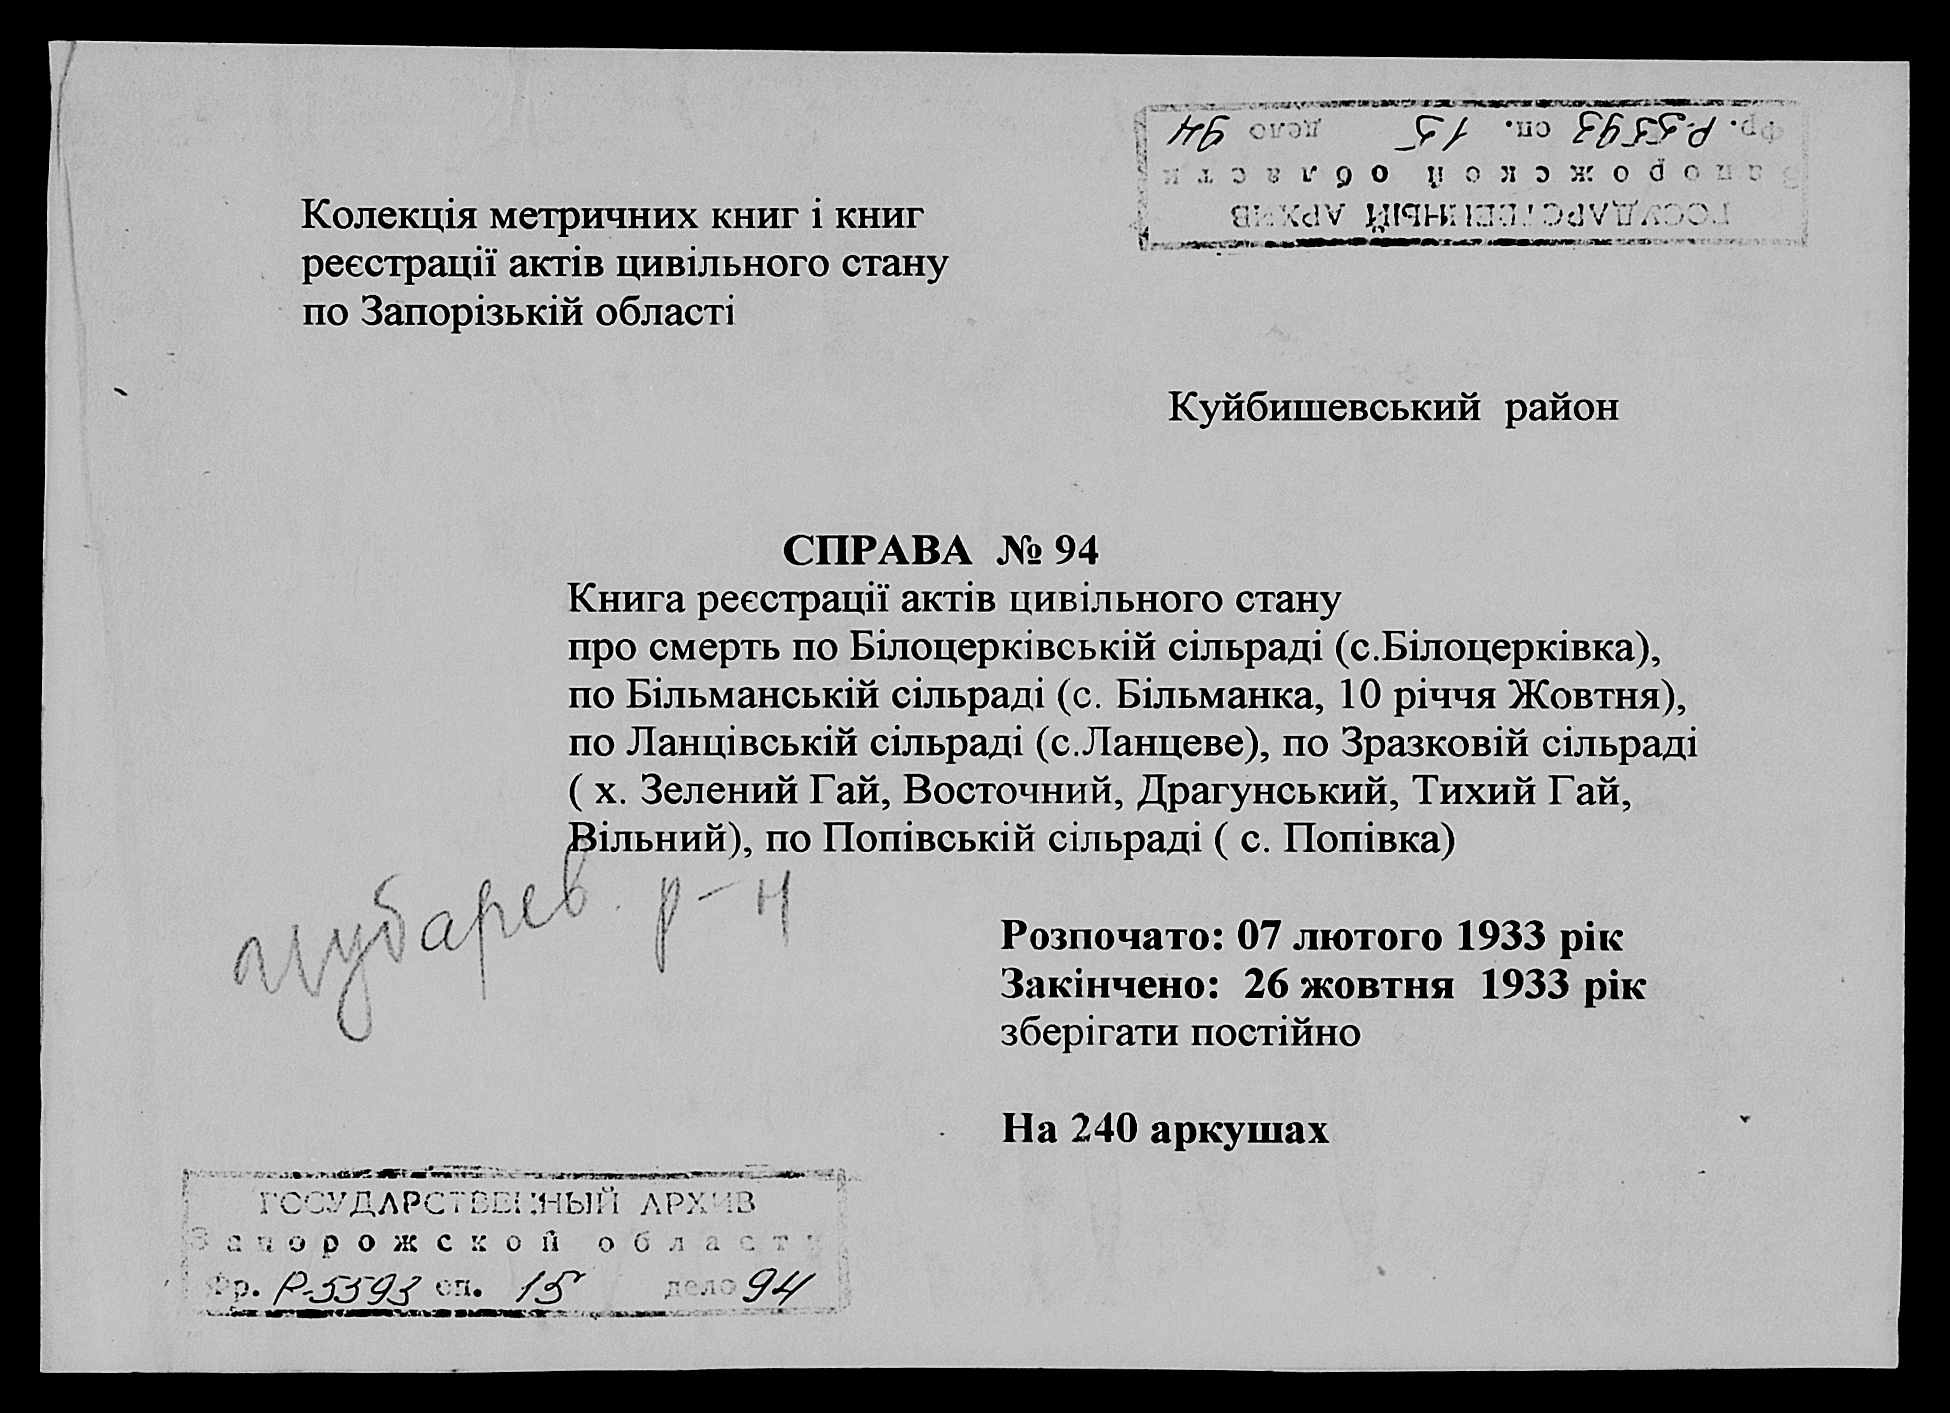 Фр. Р-5593 оп. 15 дело 94
Запорожской области
ГОСУДАРСТВЕННЫЙ АРХИВ
Колекція метричних книг і книг
реєстрації актів цивільного стану
по Запорізькій області
Куйбишевський район
СПРАВА № 94
Книга реєстрації актів цивільного стану
про смерть по Білоцерківській сільраді (с.Білоцерківка),
по Більманській сільраді (с. Більманка, 10 річчя Жовтня),
по Ланцівській сільраді (с.Ланцеве), по Зразковій сільраді
( х. Зелений Гай, Восточний, Драгунський, Тихий Гай,
Вільний), по Попівській сільраді ( с. Попівка)
р-н
Розпочато: 07 лютого 1933 рік
Закінчено: 26 жовтня 1933 рік
зберігати постійно
На 240 аркушах
ГОСУДАРСТВЕННЫЙ АРХИВ
Запорожской области
Фр. Р-5593 оп. 15 дело 94